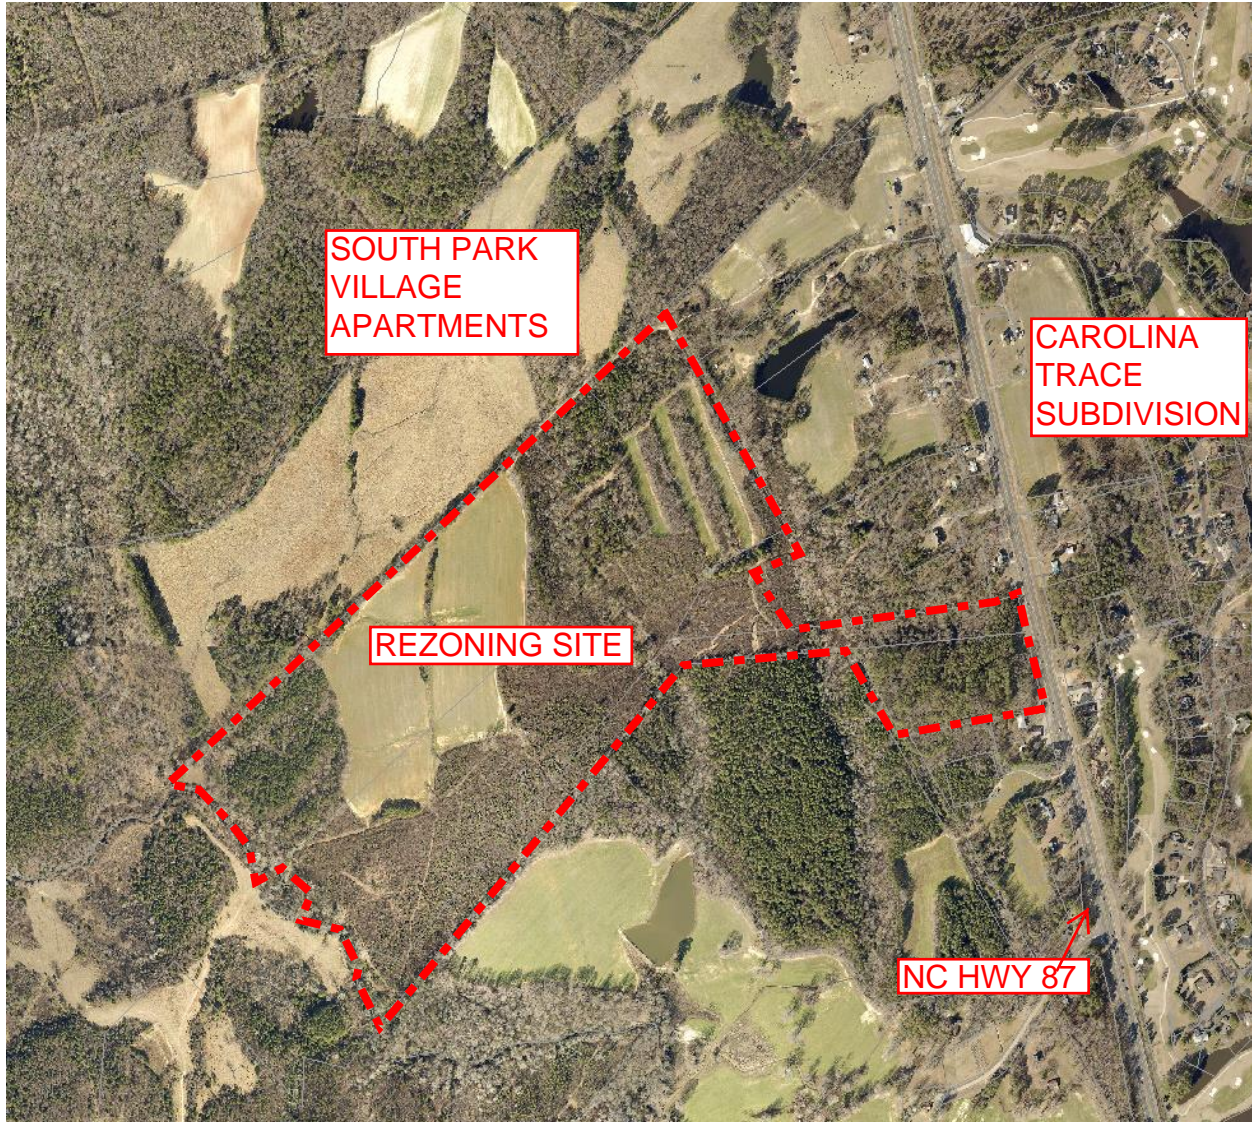 SOUTH PARK
VILLAGE
APARTMENTS
CAROLINA
TRACE
SUBDIVISION
REZONING SITE
NC HWY 87